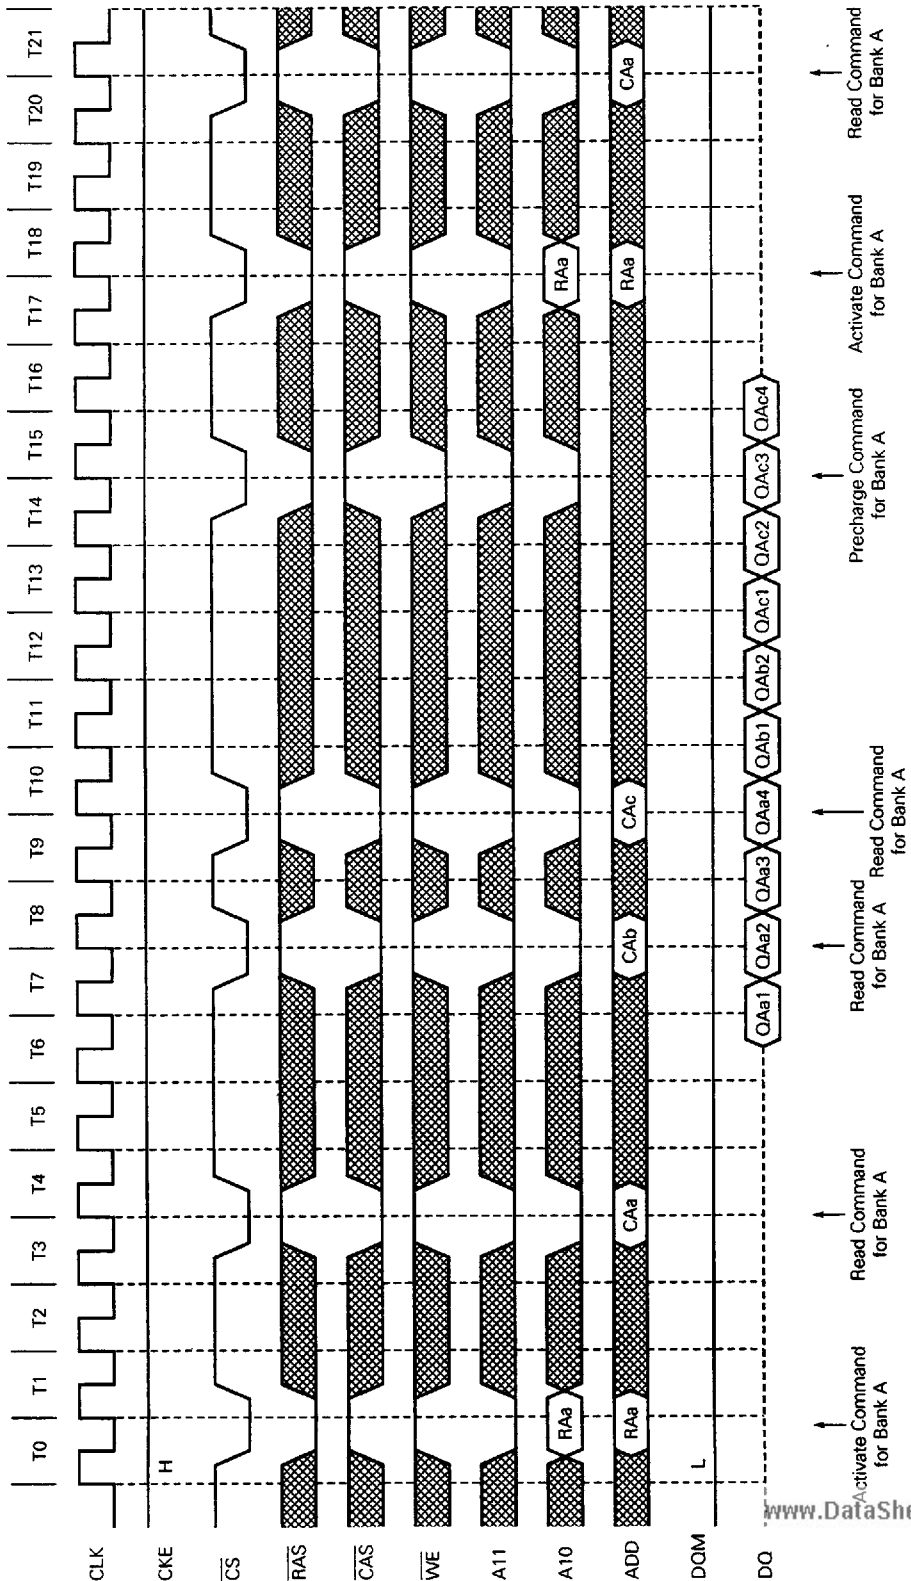 T0 T1 T2 T3 T4 T5 T6 T7 T8 T9 T10 T11 T12 T13 T14 T15 T16 T17 T18 T19 T20 T21
CLK
CKE H
CS
RAS
CAS
WE
A11
A10 RAa RAa
ADD RAa CAa CAb CAc RAa CAa
DQM L
DQ QAa1 QAa2 QAa3 QAa4 QAb1 QAb2 QAc1 QAc2 QAc3 QAc4
Activate Command
for Bank A
Read Command
for Bank A
Read Command
for Bank A
Read Command
for Bank A
Precharge Command
for Bank A
Activate Command
for Bank A
Read Command
for Bank A
www.DataShe